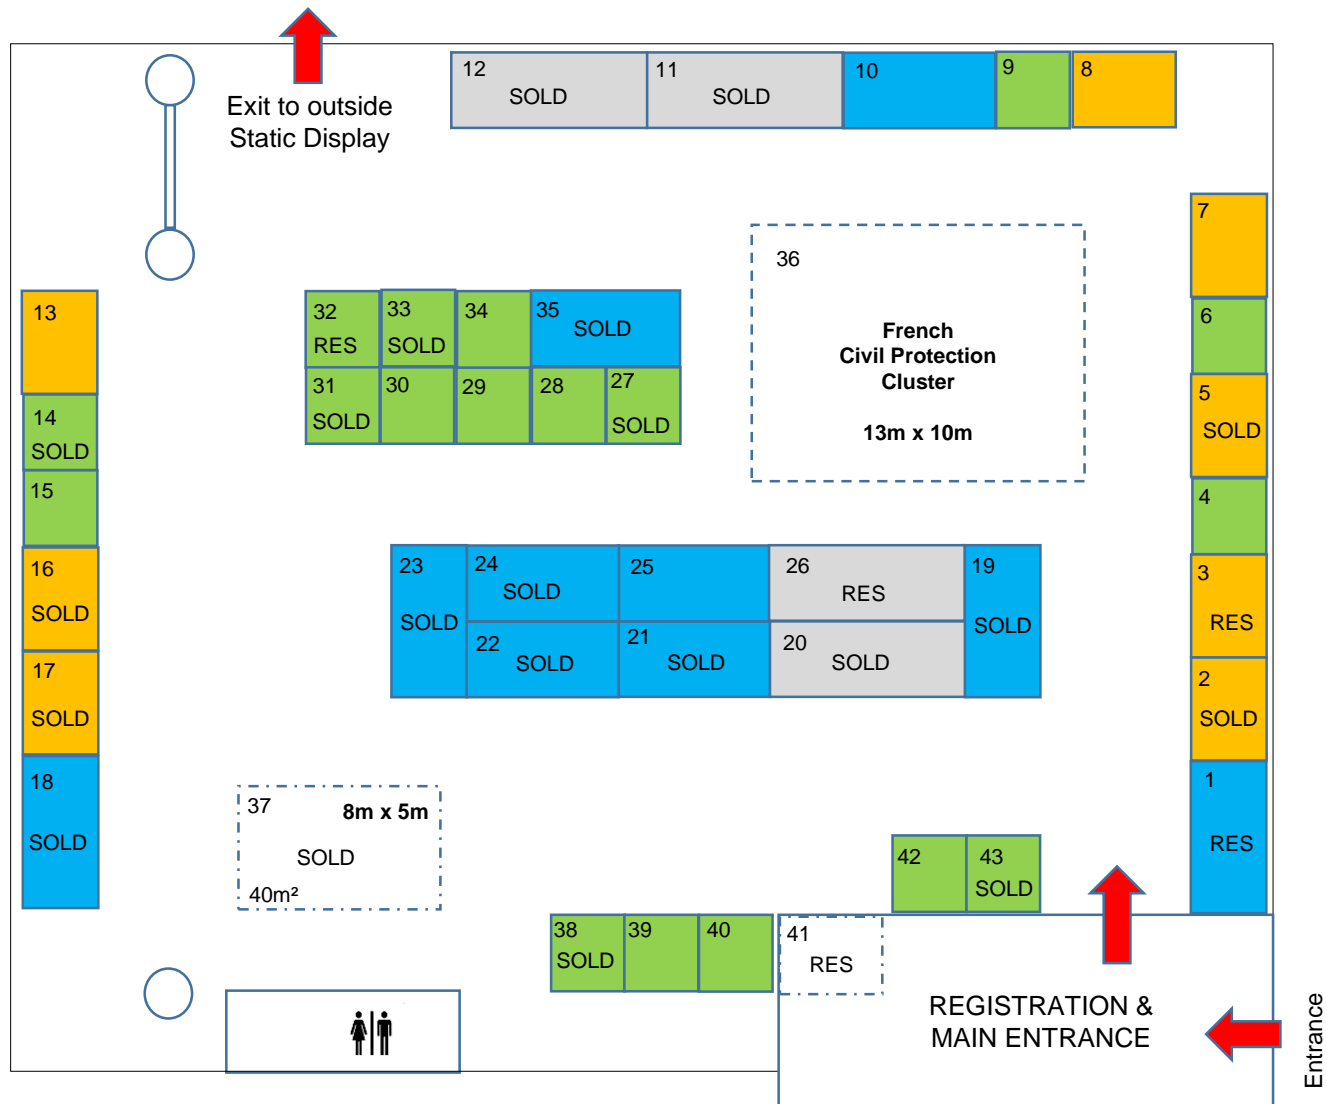 Exit to outside
Static Display
12
SOLD
11
SOLD
10
9
8
7
6
5
SOLD
4
3
RES
2
SOLD
1
RES
36
French
Civil Protection
Cluster
13m x 10m
13
14
SOLD
15
16
SOLD
17
SOLD
18
SOLD
32
RES
33
SOLD
34
35
SOLD
31
SOLD
30
29
28
27
SOLD
23
SOLD
24
SOLD
25
26
RES
19
SOLD
22
SOLD
21
SOLD
20
SOLD
37
8m x 5m
SOLD
40m²
42
43
SOLD
38
SOLD
39
40
41
RES
REGISTRATION &
MAIN ENTRANCE
Entrance